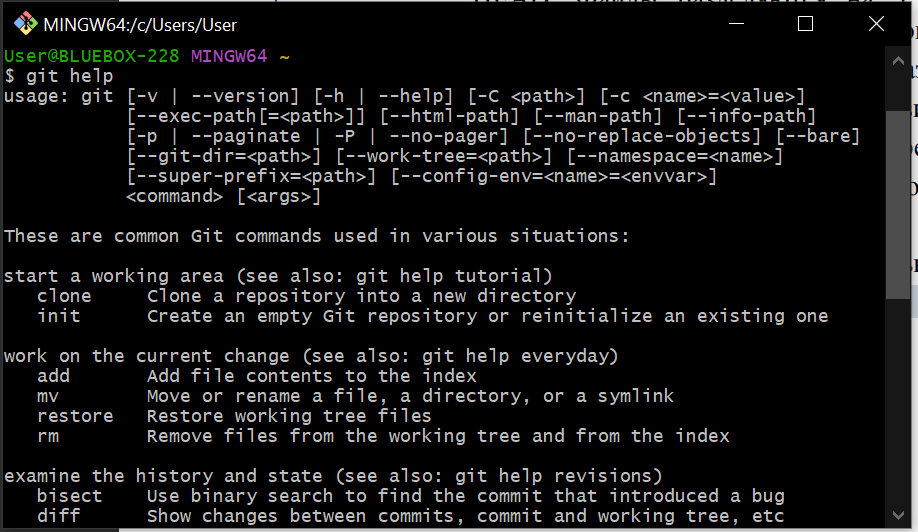 MINGW64:/c/Users/User
User@BLUEBOX-228 MINGW64 ~
$ git help
usage: git [-v | --version] [-h | --help] [-C <path>] [-c <name>=<value>]
           [--exec-path[=<path>]] [--html-path] [--man-path] [--info-path]
           [-p | --paginate | -P | --no-pager] [--no-replace-objects] [--bare]
           [--git-dir=<path>] [--work-tree=<path>] [--namespace=<name>]
           [--super-prefix=<path>] [--config-env=<name>=<envvar>]
           <command> [<args>]

These are common Git commands used in various situations:

start a working area (see also: git help tutorial)
   clone     Clone a repository into a new directory
   init      Create an empty Git repository or reinitialize an existing one

work on the current change (see also: git help everyday)
   add       Add file contents to the index
   mv        Move or rename a file, a directory, or a symlink
   restore   Restore working tree files
   rm        Remove files from the working tree and from the index

examine the history and state (see also: git help revisions)
   bisect    Use binary search to find the commit that introduced a bug
   diff      Show changes between commits, commit and working tree, etc